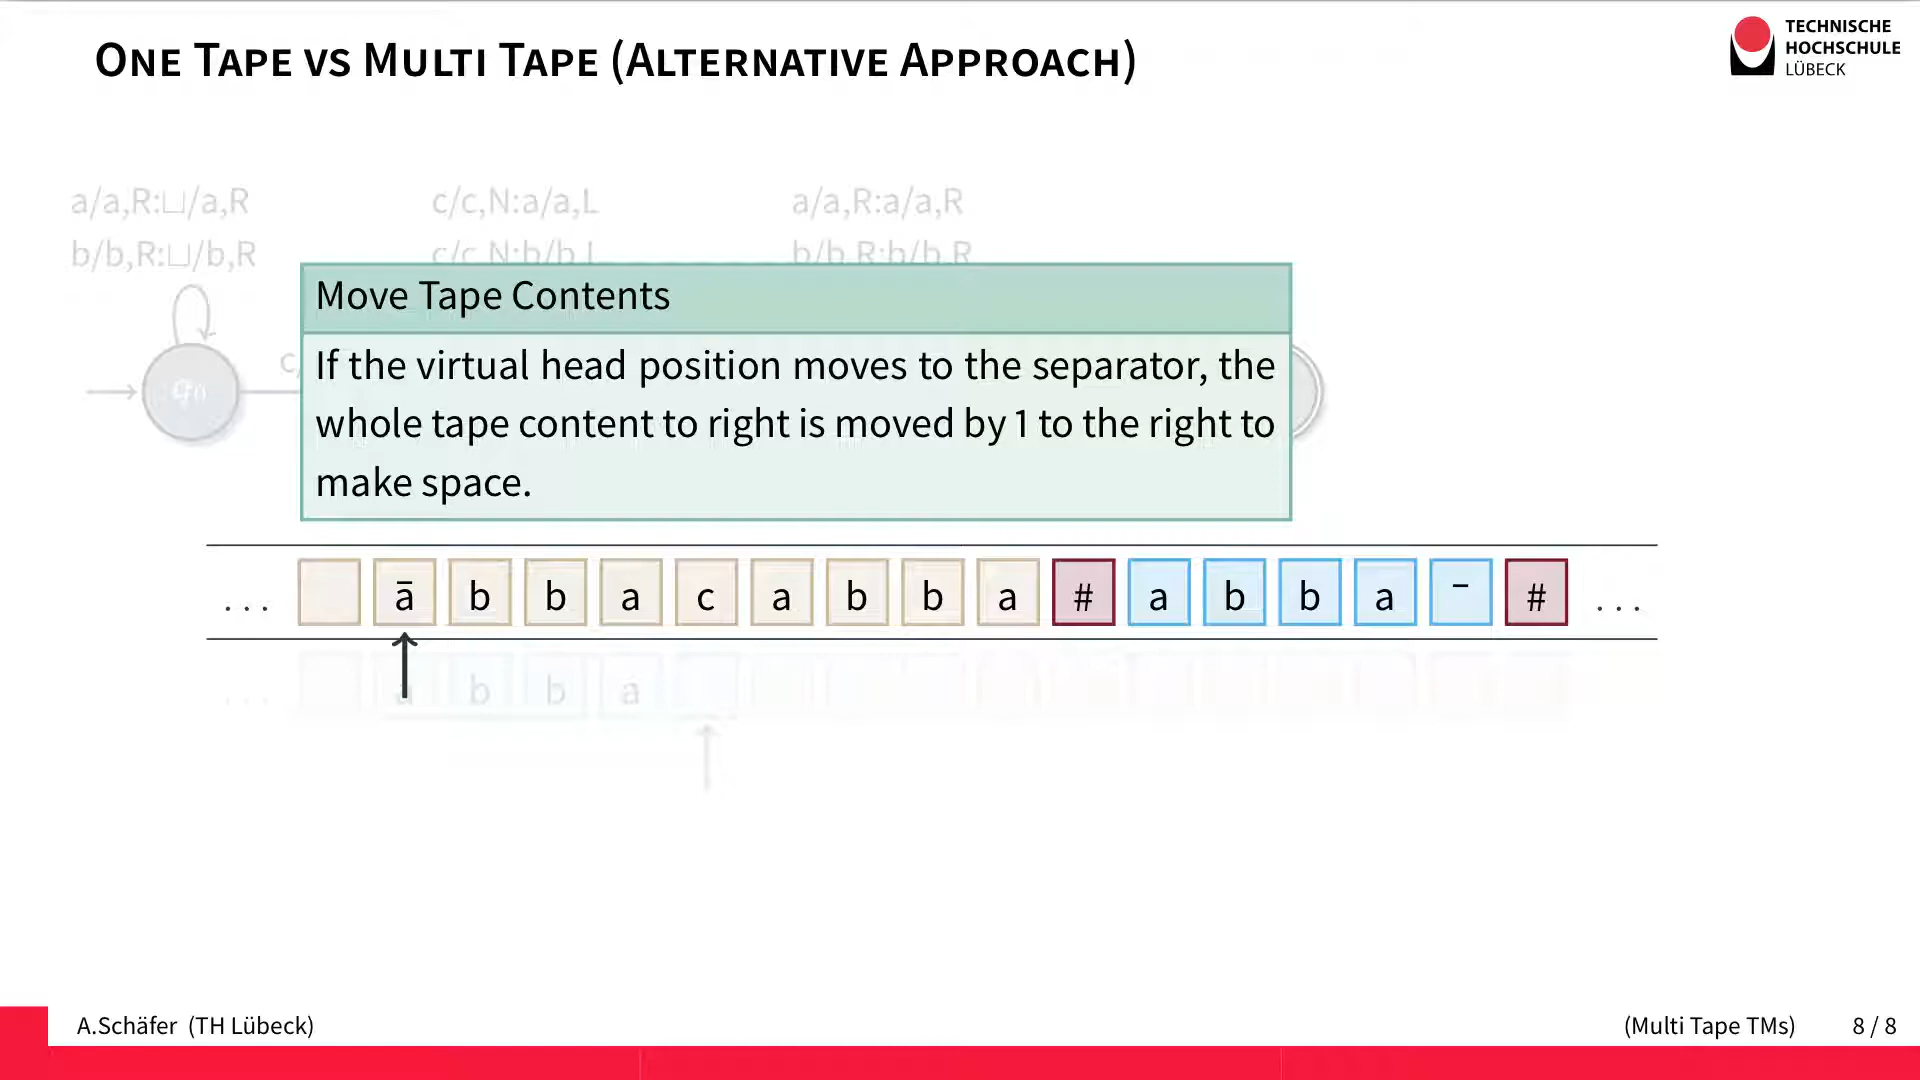 One Tape vs Multi Tape (Alternative Approach)
TECHNISCHE
HOCHSCHULE
LÜBECK
a/a,R:⊔/a,R c/c,N:a/a,L a/a,R:a/a,R
b/b,R:⊔/b,R c/c,N:b/b,L b/b,R:b/b,R
Move Tape Contents
q0 c/
If the virtual head position moves to the separator, the
whole tape content to right is moved by 1 to the right to
make space.
... ā b b a c a b b a # a b b a ¯ # ...
... a b b a
A.Schäfer (TH Lübeck) (Multi Tape TMs) 8 / 8